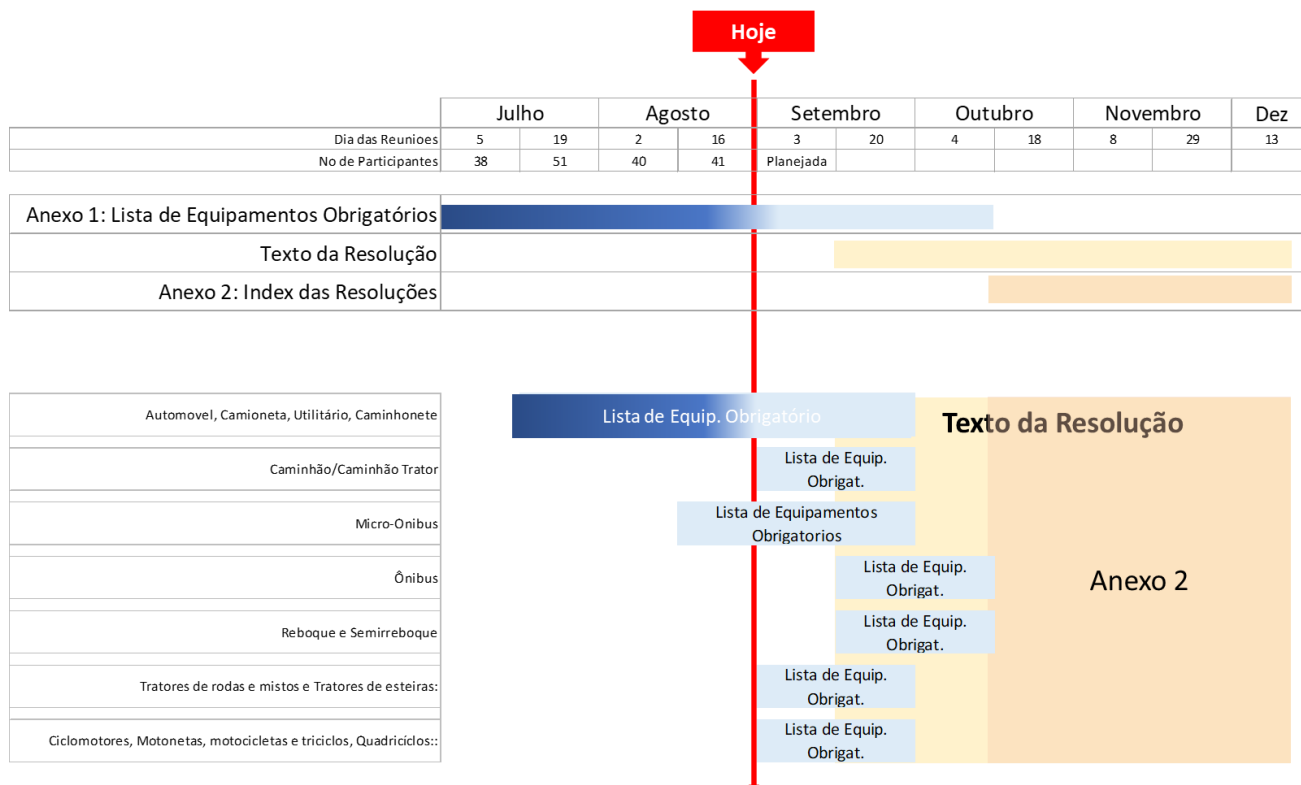 Hoje
Julho Agosto Setembro Outubro Novembro Dez
Dia das Reunioes 5 19 2 16 3 20 4 18 8 29 13
No de Participantes 38 51 40 41 Planejada
Anexo 1: Lista de Equipamentos Obrigatórios
Texto da Resolução
Anexo 2: Index das Resoluções
Automovel, Camioneta, Utilitário, Caminhonete
Lista de Equip. Obrigatório
Texto da Resolução
Caminhão/Caminhão Trator
Lista de Equip.
Obrigat.
Micro-Onibus
Lista de Equipamentos
Obrigatorios
Ônibus
Lista de Equip.
Obrigat.
Anexo 2
Reboque e Semirreboque
Lista de Equip.
Obrigat.
Tratores de rodas e mistos e Tratores de esteiras:
Lista de Equip.
Obrigat.
Ciclomotores, Motonetas, motocicletas e triciclos, Quadricíclos::
Lista de Equip.
Obrigat.